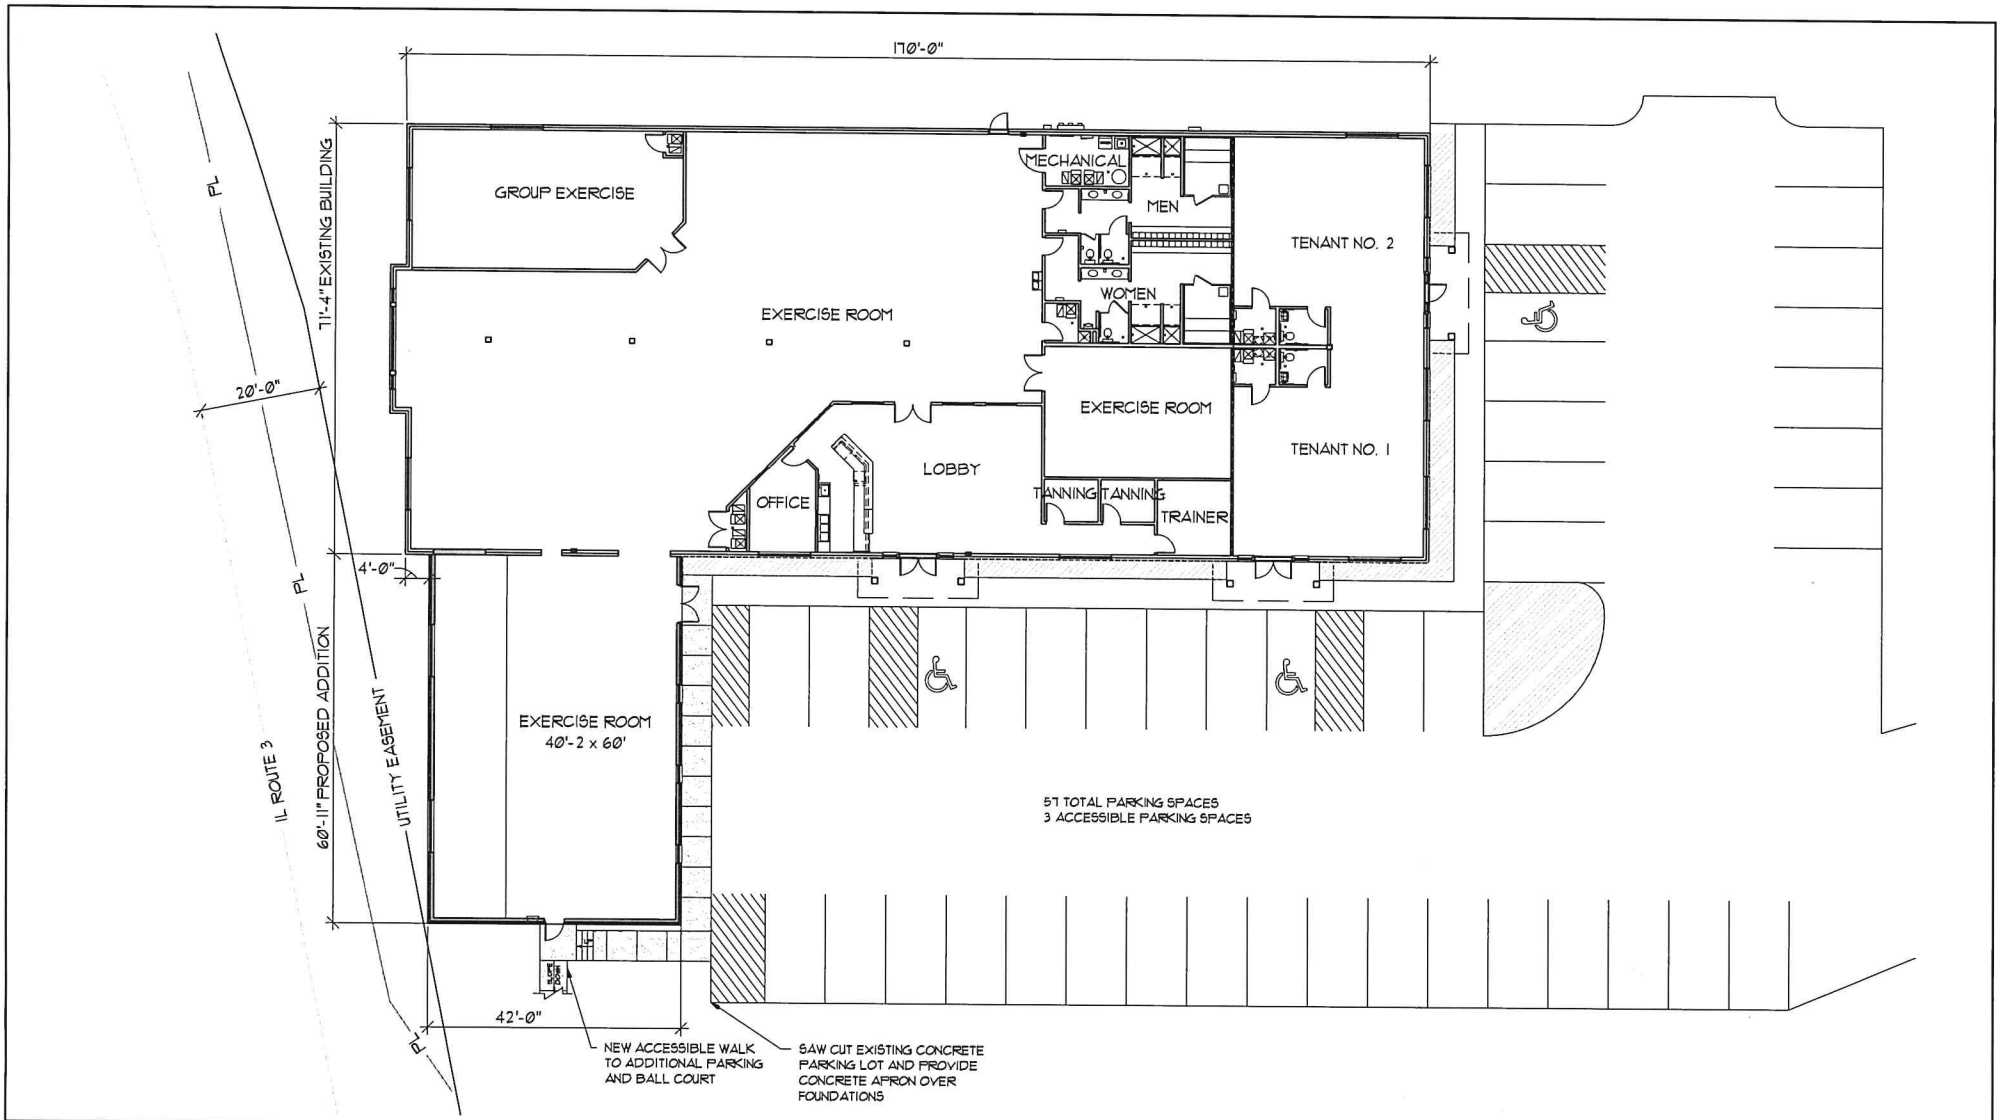 170'-0"
71'-4" EXISTING BUILDING
PL
GROUP EXERCISE
MECHANICAL
MEN
TENANT NO. 2
WOMEN
EXERCISE ROOM
20'-0"
EXERCISE ROOM
LOBBY
TENANT NO. 1
OFFICE
TANNING
TANNING
TRAINER
4'-0"
PL
60'-11" PROPOSED ADDITION
IL ROUTE 3
UTILITY EASEMENT
EXERCISE ROOM
40'-2 x 60'
57 TOTAL PARKING SPACES
3 ACCESSIBLE PARKING SPACES
SLOPE
DOWN
42'-0"
PL
NEW ACCESSIBLE WALK
TO ADDITIONAL PARKING
AND BALL COURT
SAW CUT EXISTING CONCRETE
PARKING LOT AND PROVIDE
CONCRETE APRON OVER
FOUNDATIONS